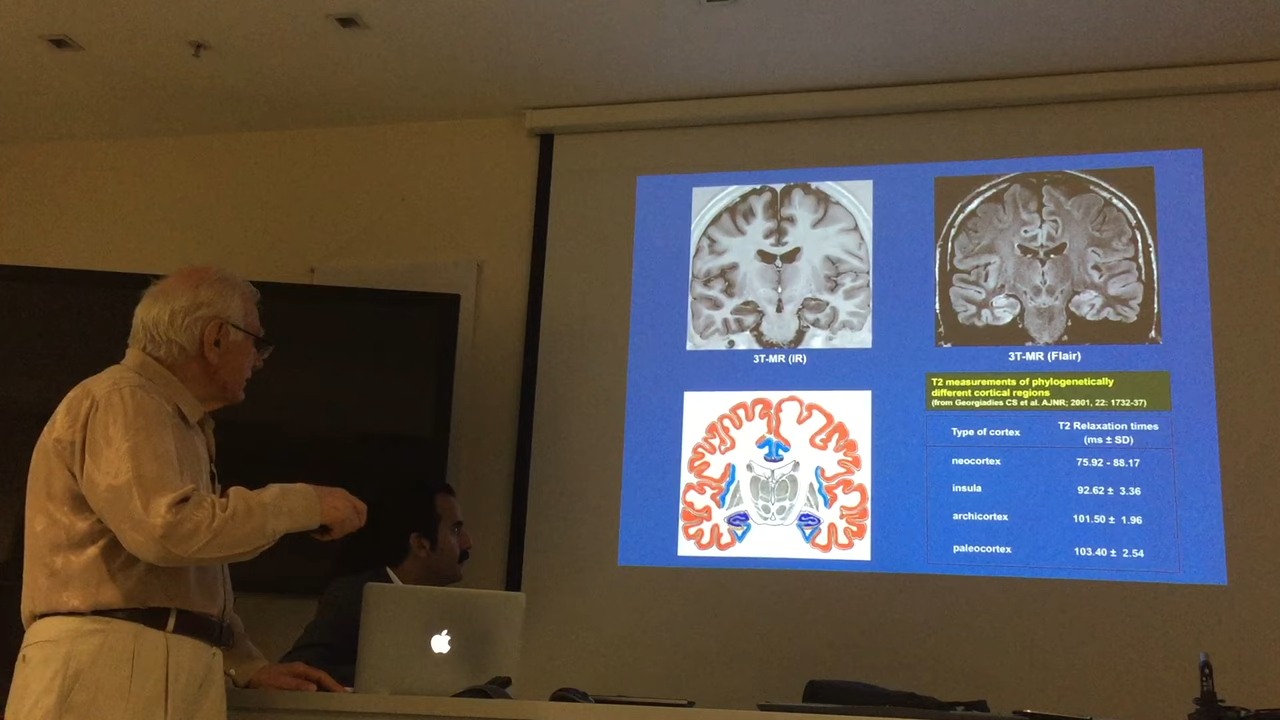 3T-MR (IR)
3T-MR (Flair)
T2 measurements of phylogenetically
different cortical regions
(from Georgiadies CS et al. AJNR; 2001, 22: 1732-37)
Type of cortex
T2 Relaxation times
(ms ± SD)
neocortex 75.92 - 88.17
insula 92.62 ± 3.36
archicortex 101.50 ± 1.96
paleocortex 103.40 ± 2.54